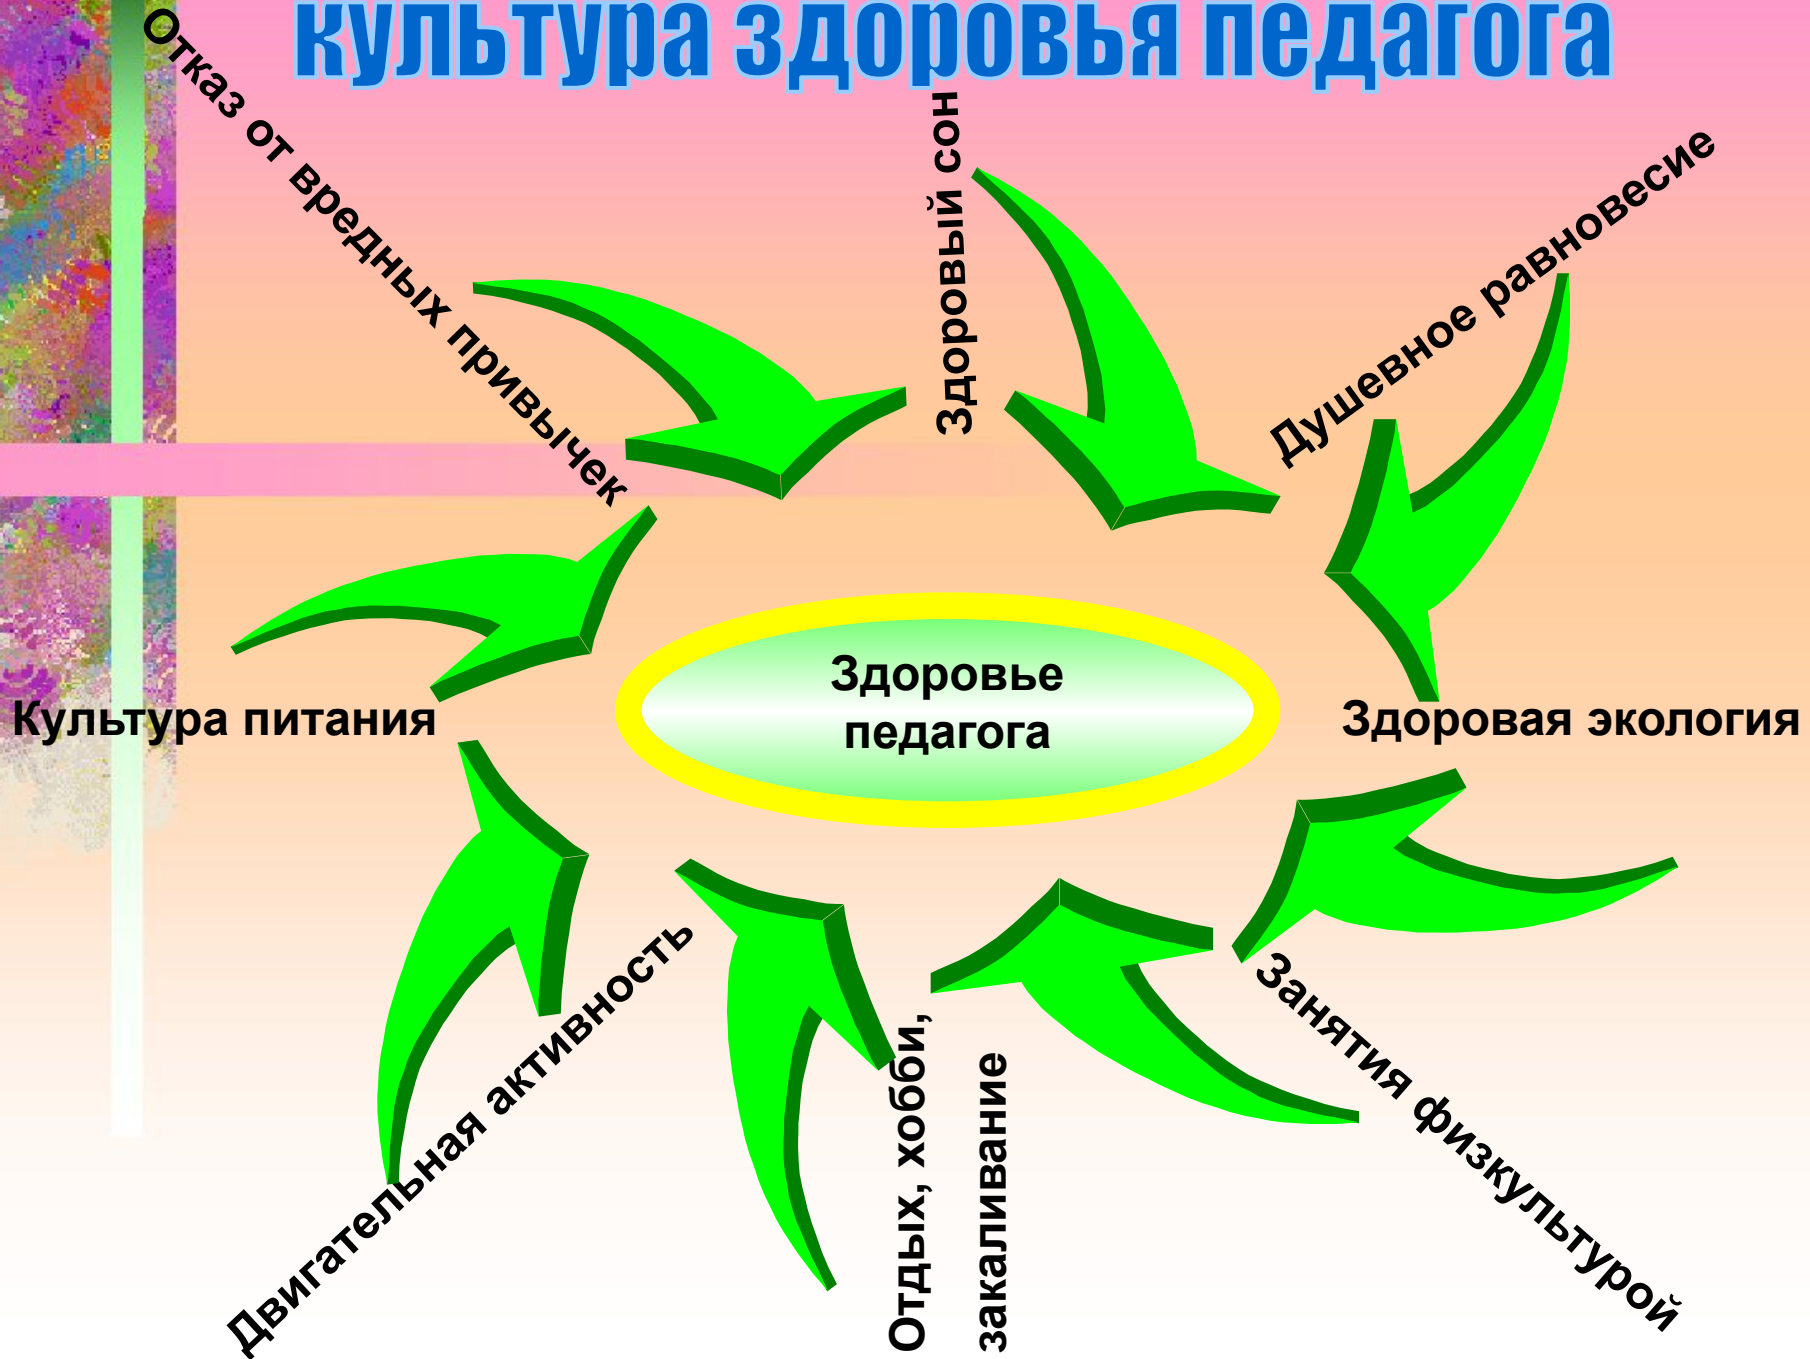 культура здоровья педагога
Отказ от вредных привычек
Здоровый сон
Душевное равновесие
Здоровье
педагога
Культура питания
Здоровая экология
Двигательная активность
Отдых, хобби,
закаливание
Занятия физкультурой